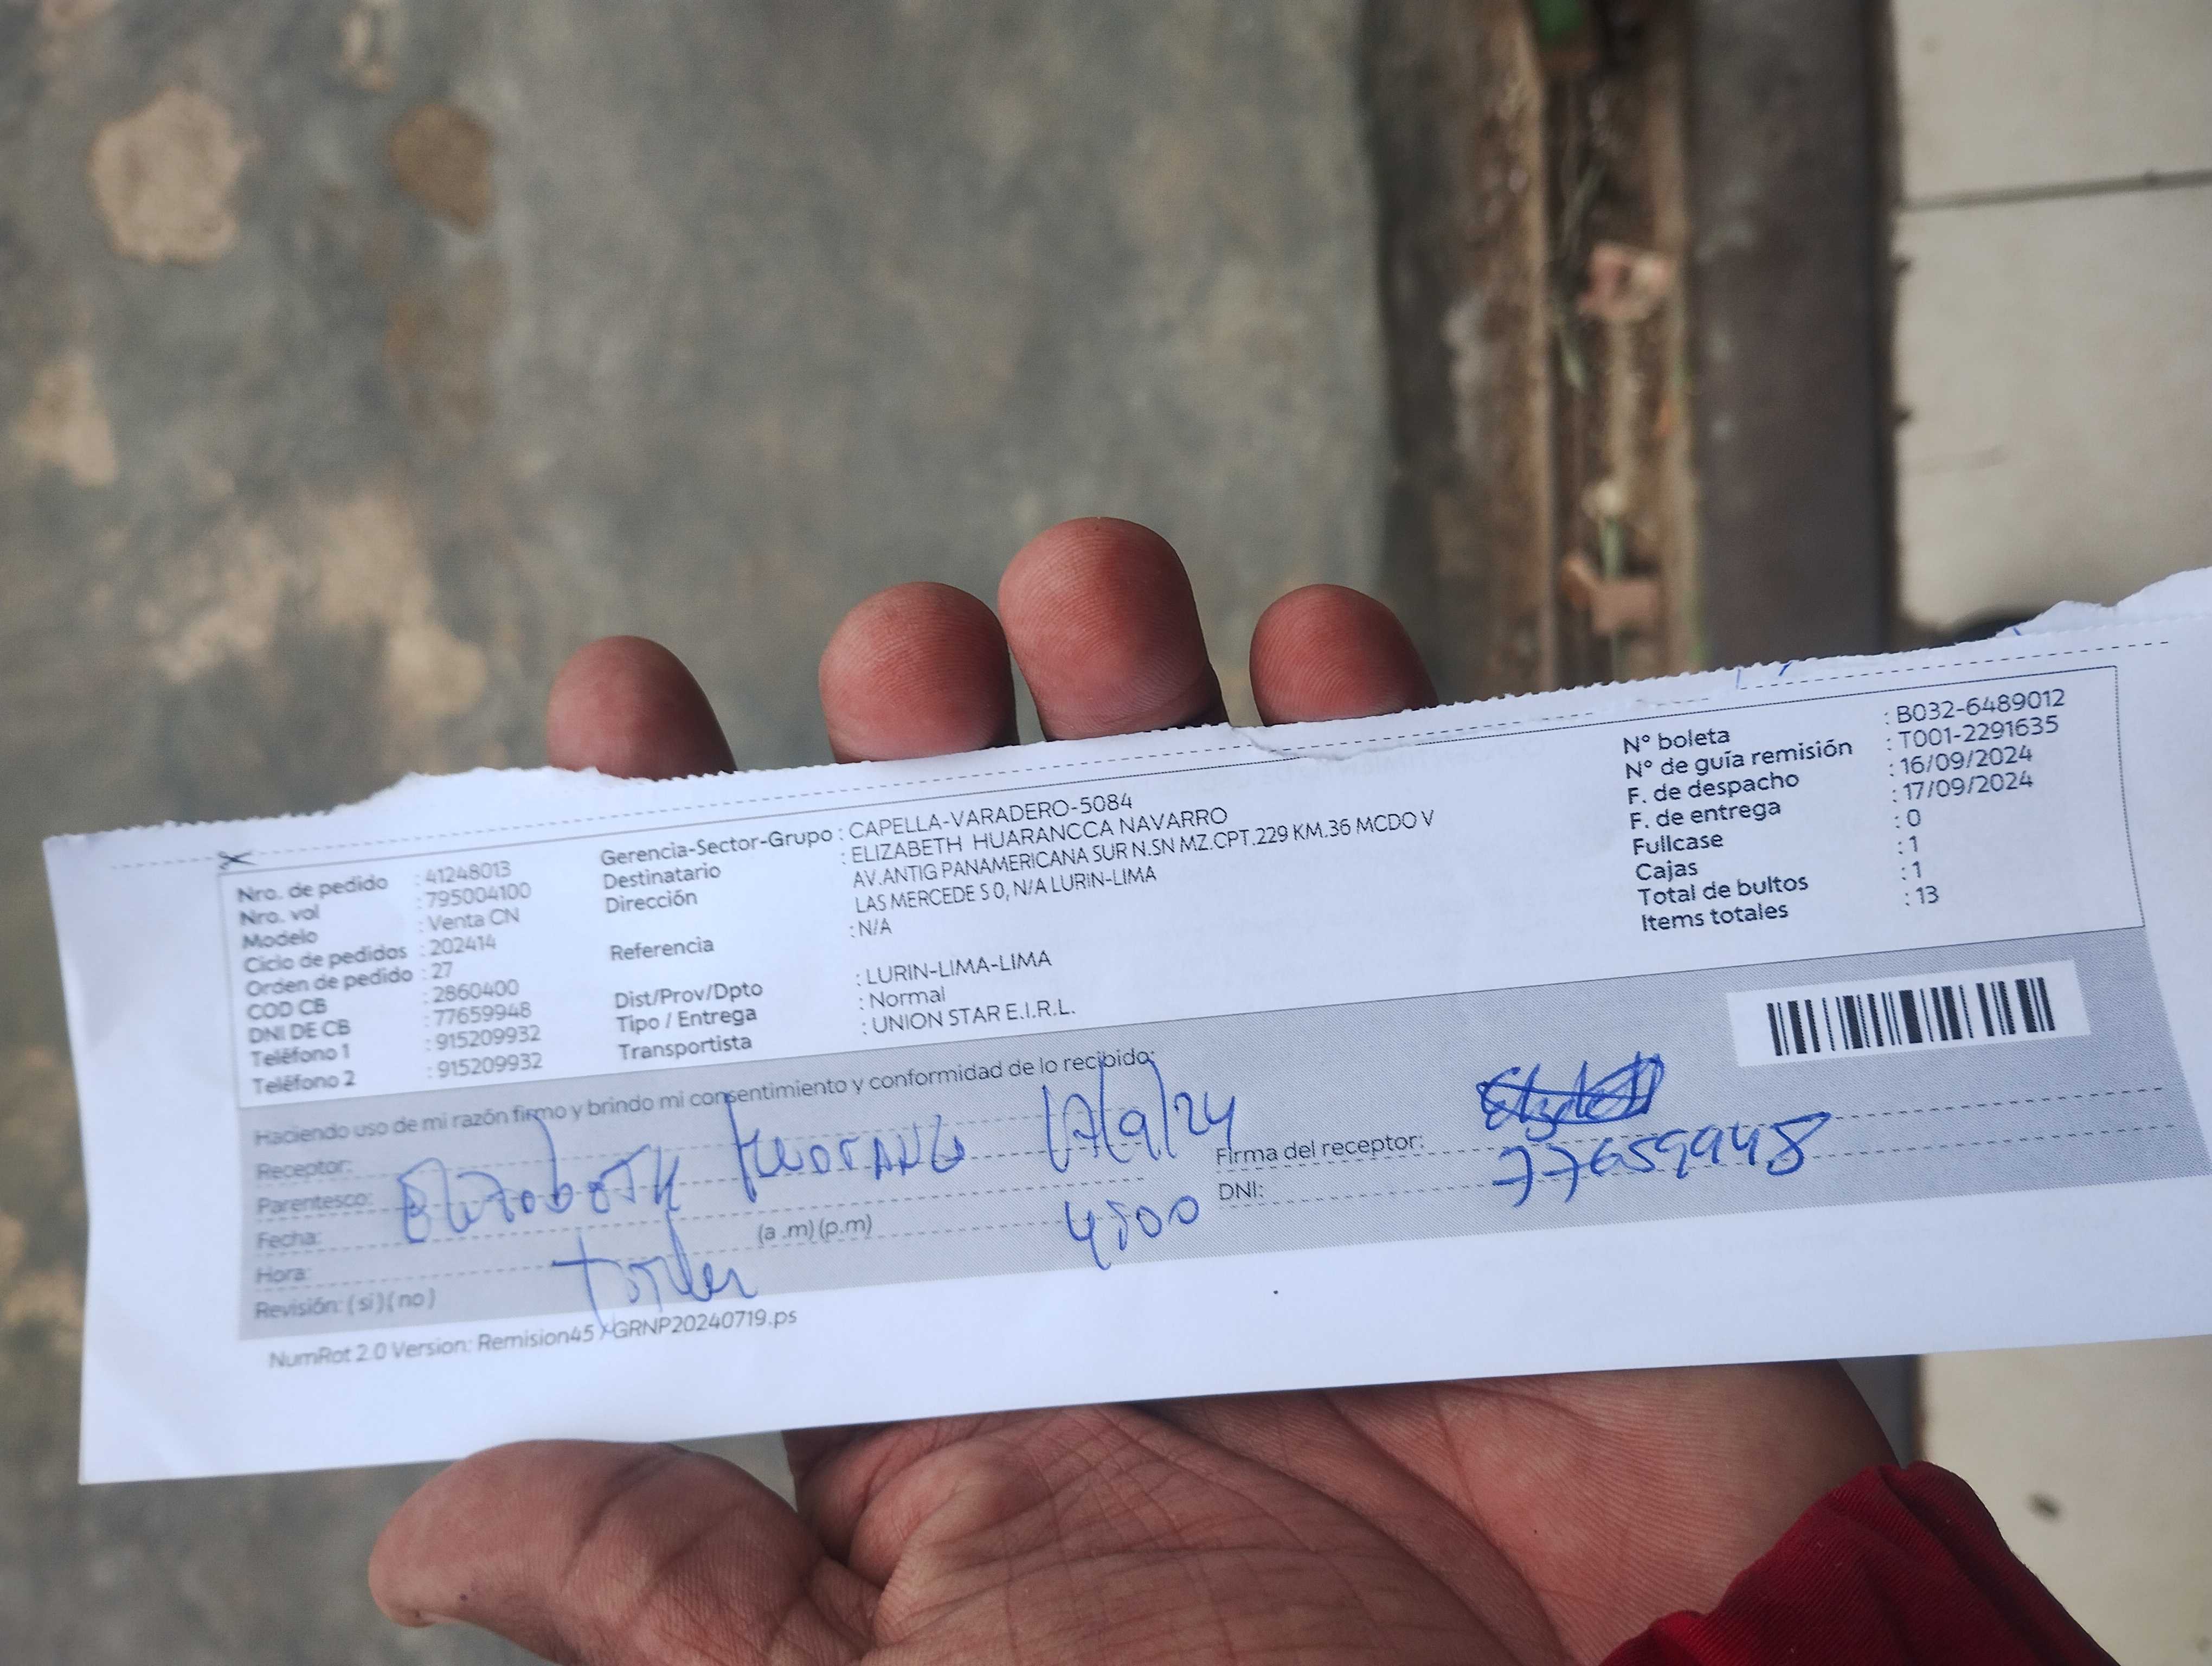 Nro. de pedido : 41248013
Nro. vol : 795004100
Modelo : Venta CN
Ciclo de pedidos : 202414
Orden de pedido : 27
COD CB : 2860400
DNI DE CB : 77659948
Teléfono 1 : 915209932
Teléfono 2 : 915209932
Gerencia-Sector-Grupo : CAPELLA-VARADERO-5084
Destinatario : ELIZABETH HUARANCCA NAVARRO
Dirección AV.ANTIG PANAMERICANA SUR N.SN MZ.CPT.229 KM.36 MCDO V
LAS MERCEDE S 0, N/A LURIN-LIMA
Referencia : N/A
Dist/Prov/Dpto : LURIN-LIMA-LIMA
Tipo / Entrega : Normal
Transportista : UNION STAR E.I.R.L.
N° boleta : B032-6489012
N° de guía remisión : T001-2291635
F. de despacho : 16/09/2024
F. de entrega : 17/09/2024
Fullcase : 0
Cajas : 1
Total de bultos : 1
Items totales : 13
Haciendo uso de mi razón firmo y brindo mi consentimiento y conformidad de lo recibido:
Receptor:
Parentesco:
Fecha: 17/9/24
Hora: (a .m) (p.m)
Revisión: ( si ) ( no )
Firma del receptor:
DNI: 77659948
NumRot 2.0 Version: Remision45 / GRNP20240719.ps